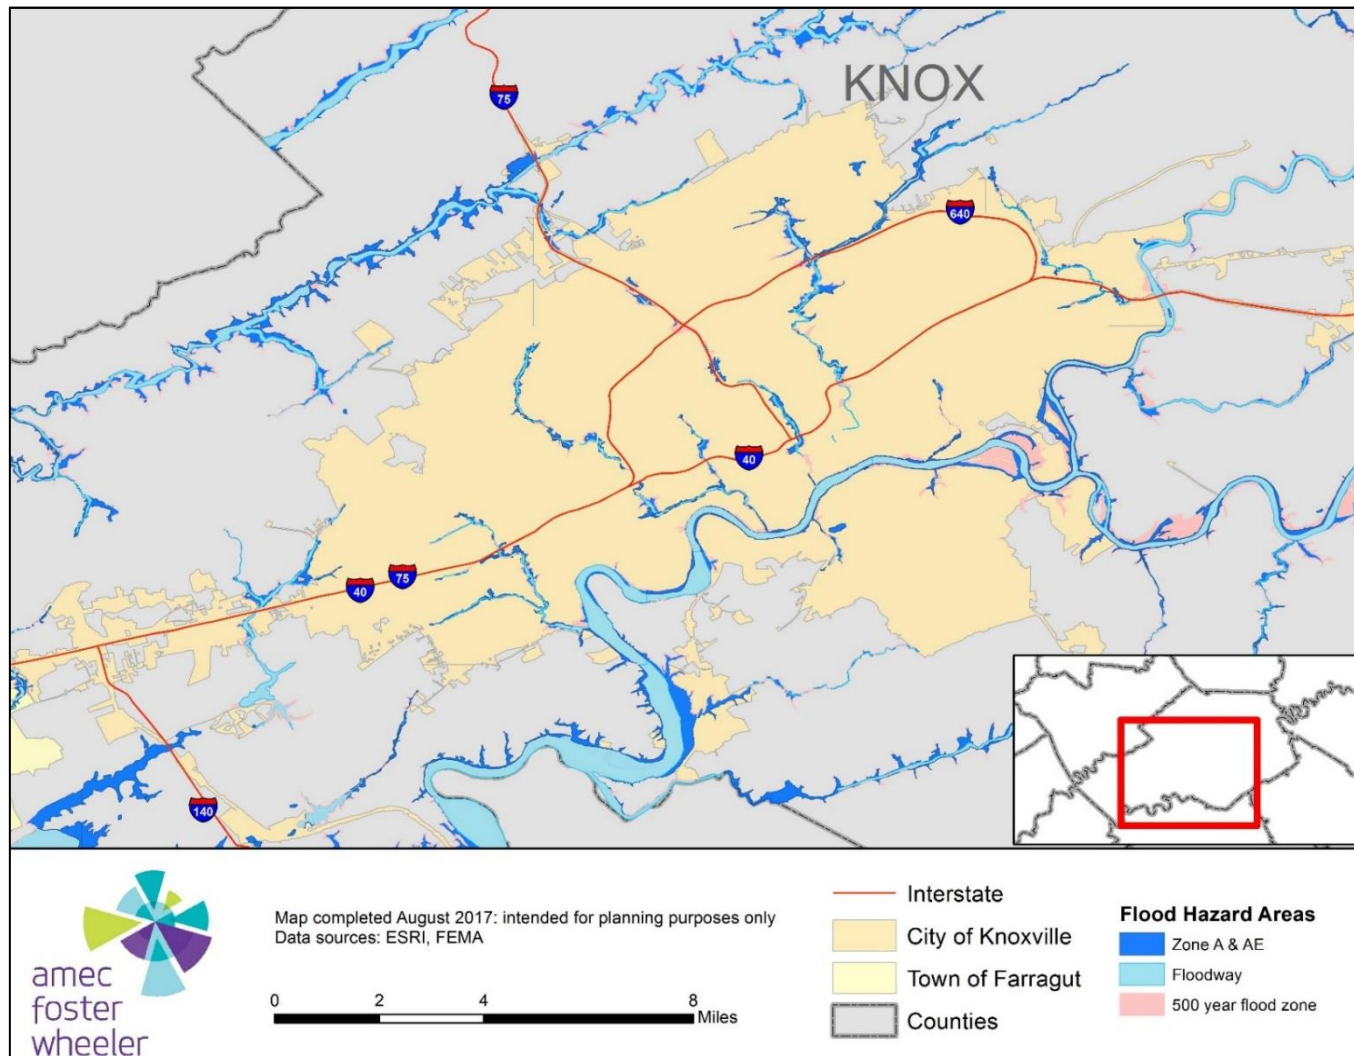 KNOX
75
640
40
40
75
140
amec
foster
wheeler
Map completed August 2017: intended for planning purposes only
Data sources: ESRI, FEMA
0 2 4 8
Miles
Interstate
City of Knoxville
Town of Farragut
Counties
Flood Hazard Areas
Zone A & AE
Floodway
500 year flood zone